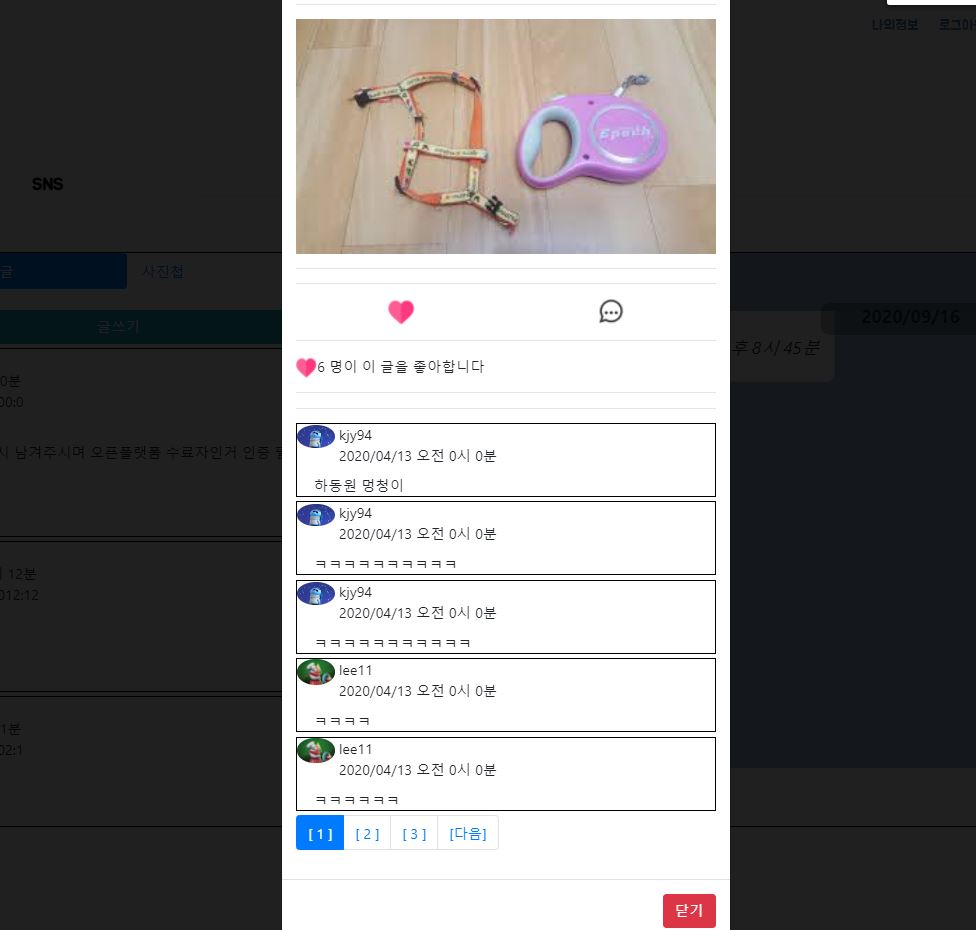 나의정보 로그아
SNS
Epoch
글 사진첩
글쓰기
2020/09/16
후 8시 45분
6 명이 이 글을 좋아합니다
0분
00:0
시 남겨주시며 오픈플랫폼 수료자인거 인증
12분
012:12
1분
02:1
kjy94
2020/04/13 오전 0시 0분
하동원 멍청이
kjy94
2020/04/13 오전 0시 0분
ㅋㅋㅋㅋㅋㅋㅋㅋㅋㅋ
kjy94
2020/04/13 오전 0시 0분
ㅋㅋㅋㅋㅋㅋㅋㅋㅋㅋㅋ
lee11
2020/04/13 오전 0시 0분
ㅋㅋㅋㅋ
lee11
2020/04/13 오전 0시 0분
ㅋㅋㅋㅋㅋㅋ
[ 1 ] [ 2 ] [ 3 ] [다음]
닫기